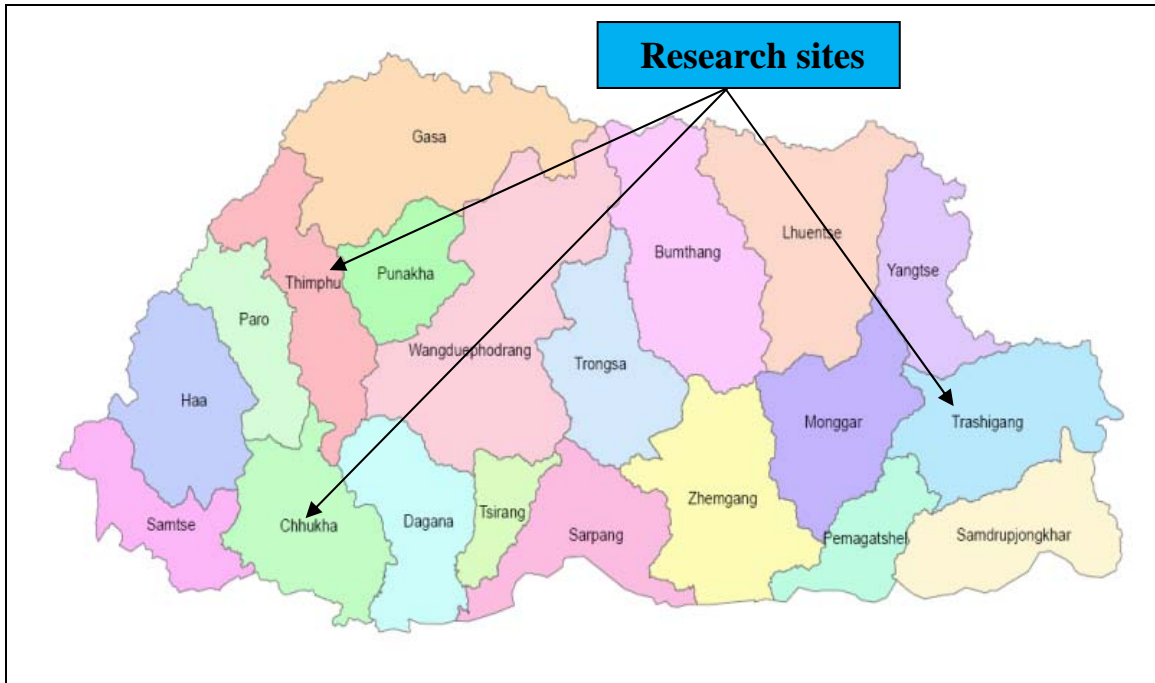 Research sites
Gasa
Lhuentse
Bumthang
Yangtse
Punakha
Thimphu
Paro
Wangduephodrang
Trongsa
Haa
Monggar
Trashigang
Zhemgang
Samtse
Chhukha
Dagana
Tsirang
Sarpang
Pemagatshel
Samdrupjongkhar